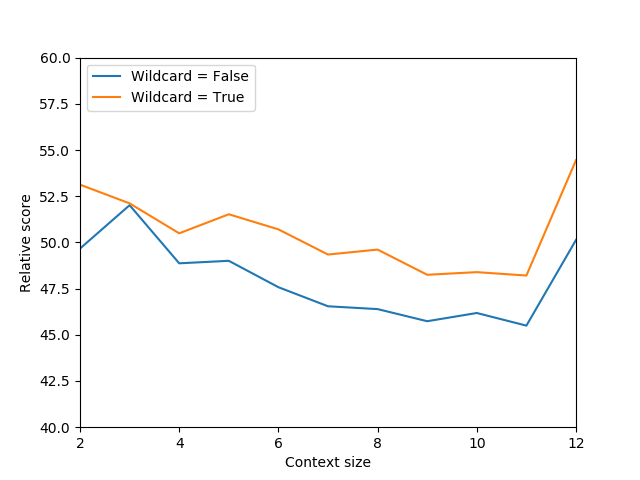 60.0
57.5
55.0
52.5
50.0
47.5
45.0
42.5
40.0
Relative score
Wildcard = False
Wildcard = True
2 4 6 8 10 12
Context size